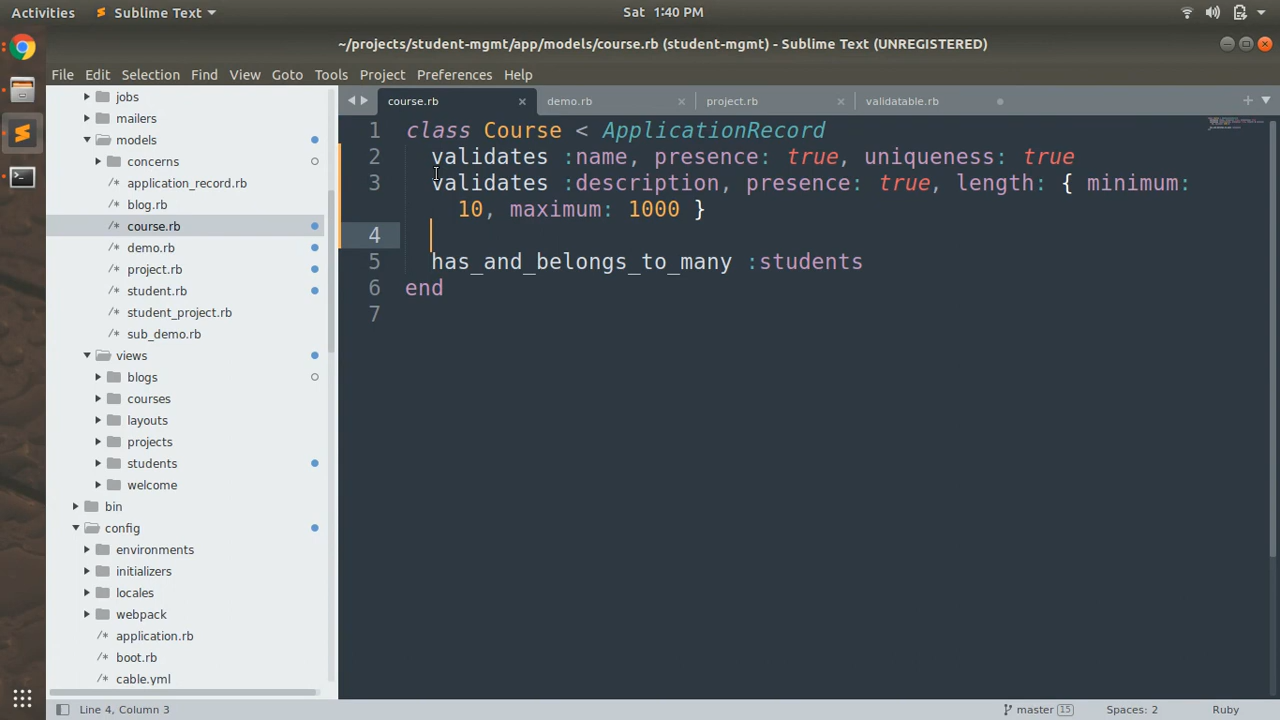 Activities
Sublime Text
Sat 1:40 PM
~/projects/student-mgmt/app/models/course.rb (student-mgmt) - Sublime Text (UNREGISTERED)
File Edit Selection Find View Goto Tools Project Preferences Help
jobs
mailers
models
concerns
/* application_record.rb
/* blog.rb
/* course.rb
/* demo.rb
/* project.rb
/* student.rb
/* student_project.rb
/* sub_demo.rb
views
blogs
courses
layouts
projects
students
welcome
bin
config
environments
initializers
locales
webpack
/* application.rb
/* boot.rb
/* cable.yml
course.rb × demo.rb × project.rb × validatable.rb
1 class Course < ApplicationRecord
2 validates :name, presence: true, uniqueness: true
3 validates :description, presence: true, length: { minimum:
10, maximum: 1000 }
4
5 has_and_belongs_to_many :students
6 end
7
Line 4, Column 3
master 15
Spaces: 2
Ruby